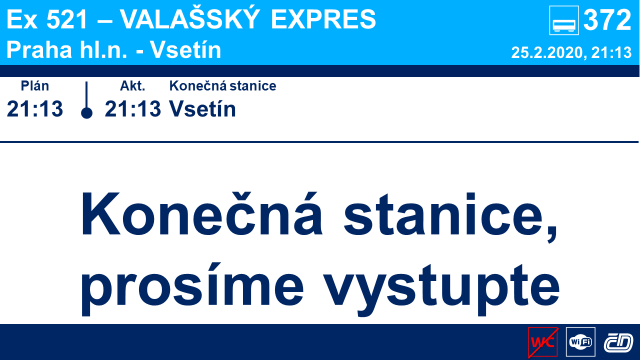 Ex 521 – VALAŠSKÝ EXPRES
372
Praha hl.n. - Vsetín
25.2.2020, 21:13
Plán
Akt.
Konečná stanice
21:13
21:13
Vsetín
Konečná stanice,
prosíme vystupte
WC
WiFi
ČD